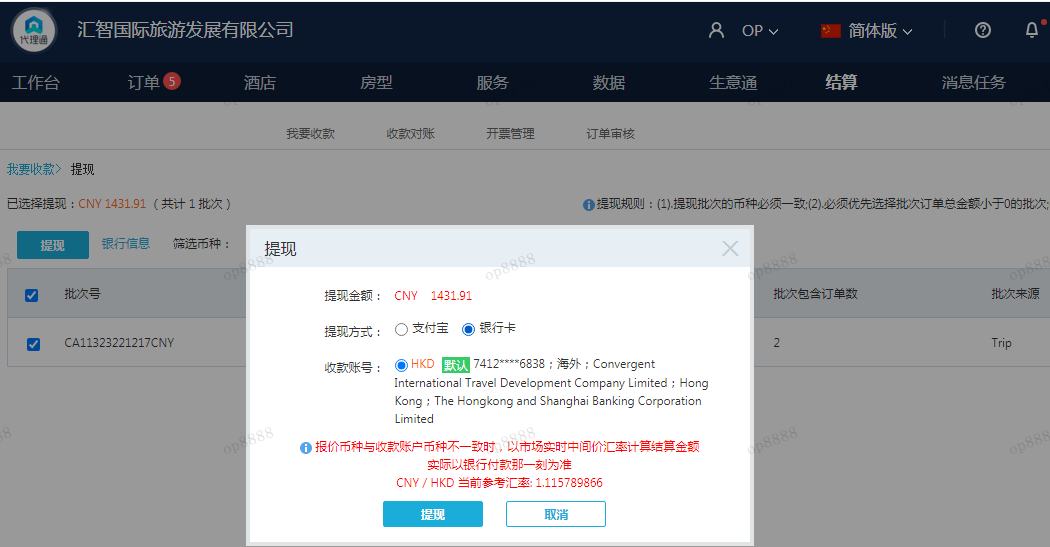 代理通
汇智国际旅游发展有限公司
OP
简体版
工作台
订单 5
酒店
房型
服务
数据
生意通
结算
消息任务
我要收款
收款对账
开票管理
订单审核
我要收款> 提现
已选择提现：CNY 1431.91 （ 共计 1 批次 ）
提现规则：(1).提现批次的币种必须一致;(2).必须优先选择批次订单总金额小于0的批次;
提现
银行信息
筛选币种：
批次号
批次包含订单数
批次来源
CA11323221217CNY
2
Trip
提现
提现金额： CNY 1431.91
提现方式： 支付宝 银行卡
收款账号： HKD 默认 7412****6838；海外；Convergent
International Travel Development Company Limited；Hong
Kong；The Hongkong and Shanghai Banking Corporation
Limited
报价币种与收款账户币种不一致时，以市场实时中间价汇率计算结算金额
实际以银行付款那一刻为准
CNY / HKD 当前参考汇率: 1.115789866
提现
取消
op8888
op8888
op8888
op8888
op8888
op8888